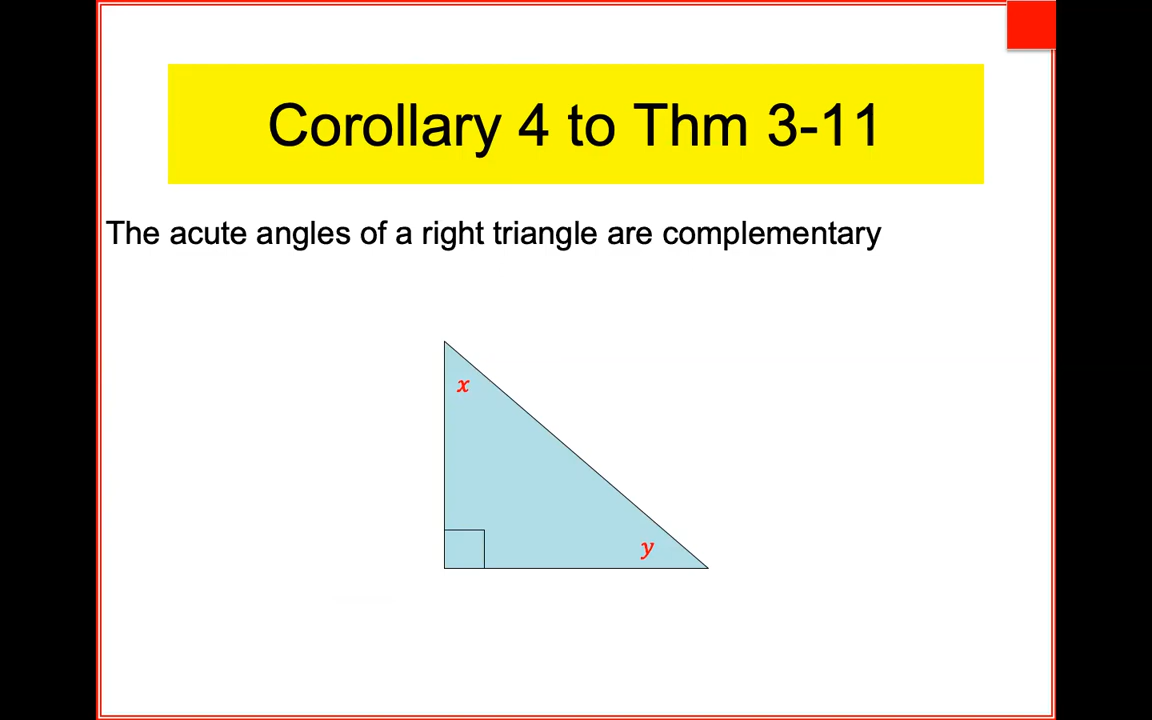 Corollary 4 to Thm 3-11
The acute angles of a right triangle are complementary
x
y